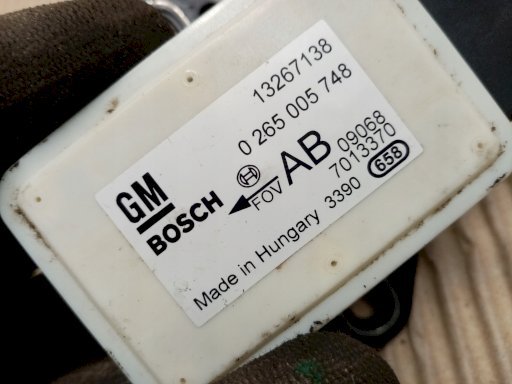 13267138
0 265 005 748
GM
BOSCH
FOV
AB
09068
7013370
Made in Hungary 3390
658